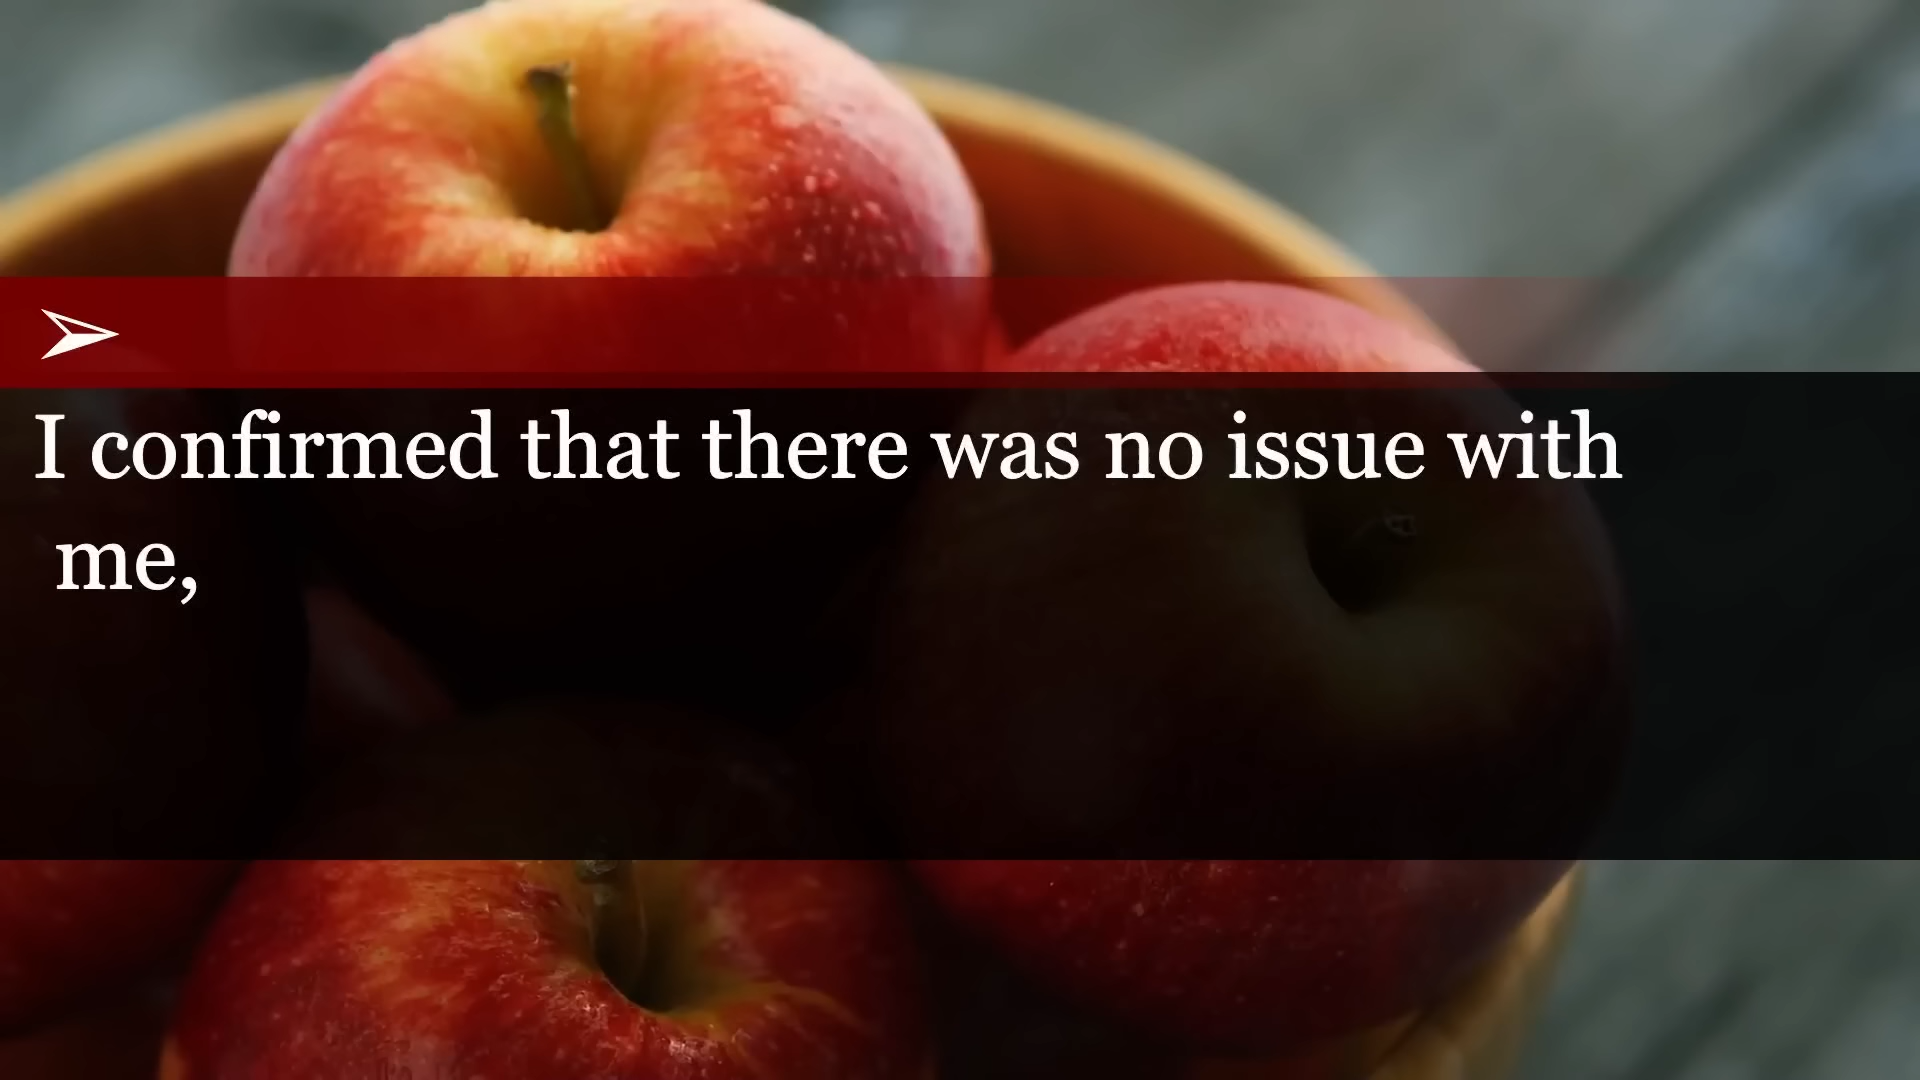 I confirmed that there was no issue with
me,